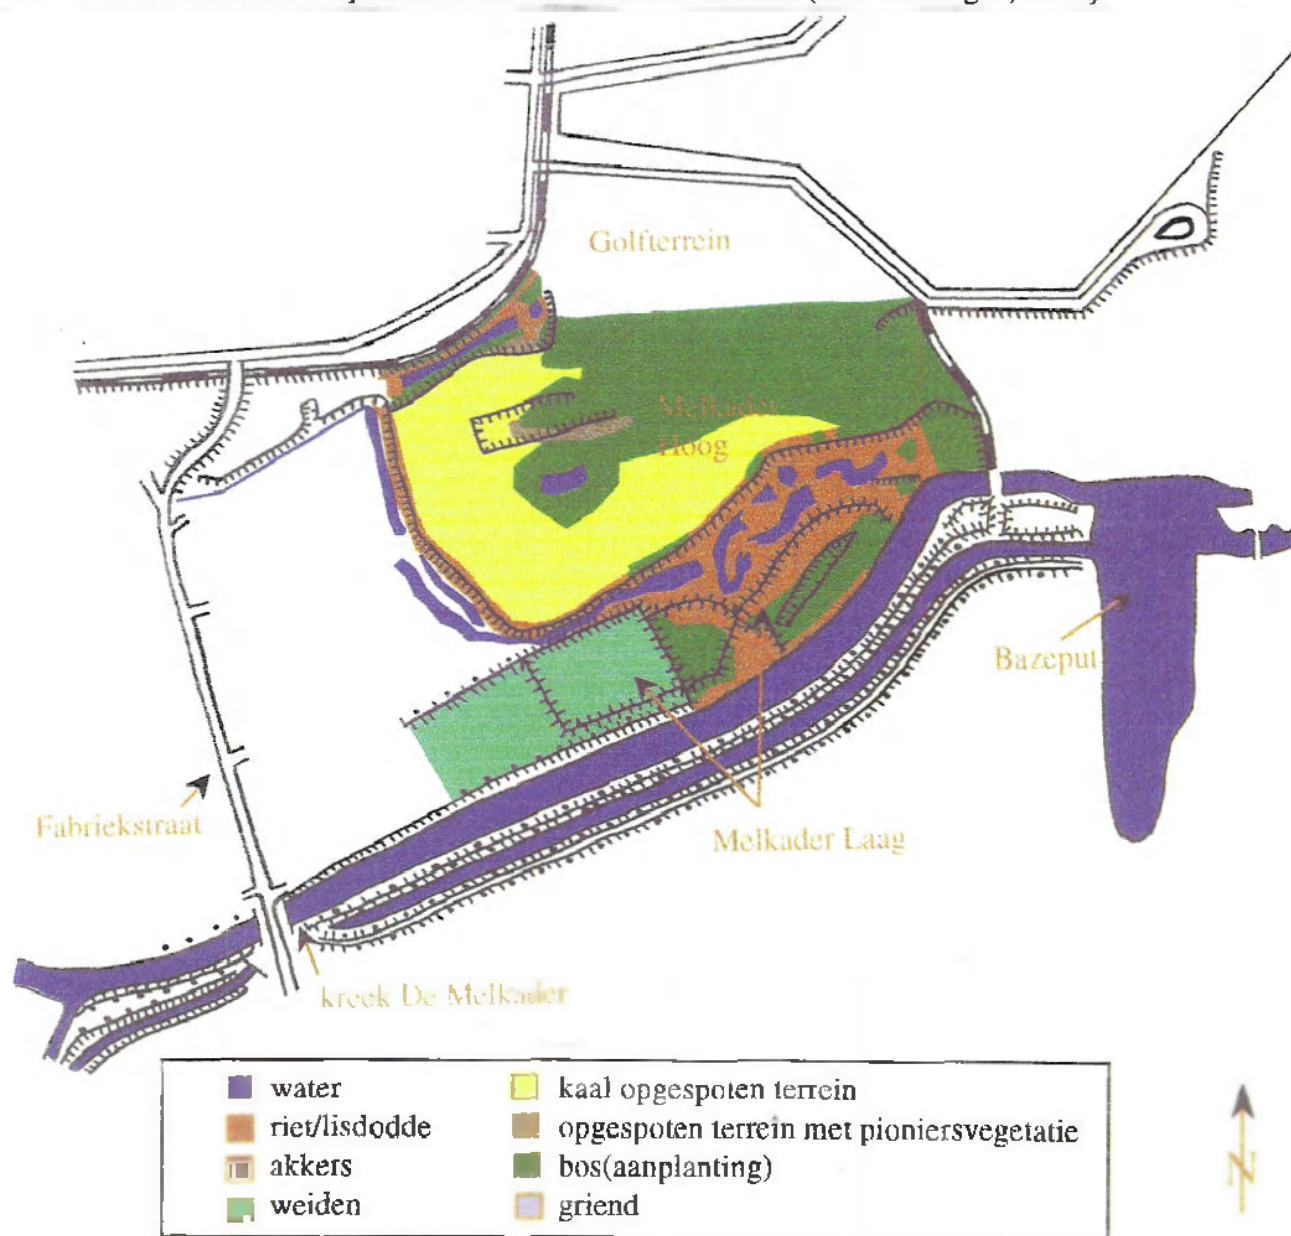 Golfterrein
Melkader
Hoog
Bazeput
Fabriekstraat
Melkader Laag
kreek De Melkader
water
riet/lisdodde
akkers
weiden
kaal opgespoten terrein
opgespoten terrein met pioniersvegetatie
bos(aanplanting)
griend
N